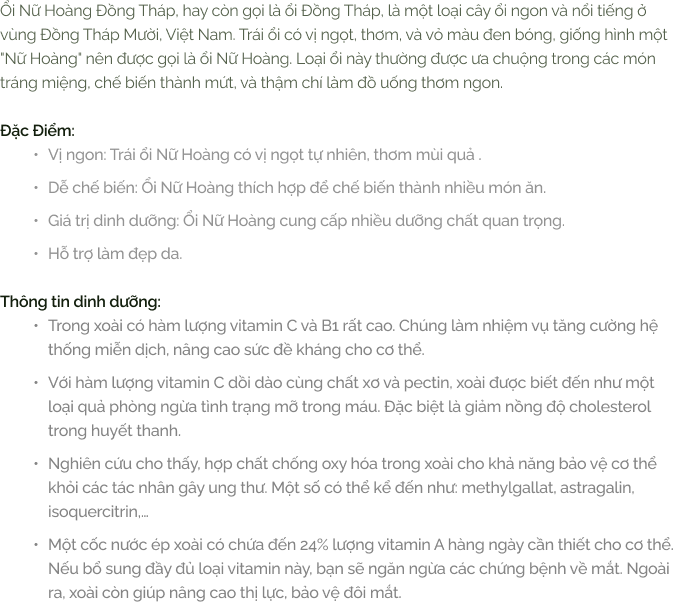 Ổi Nữ Hoàng Đồng Tháp, hay còn gọi là ổi Đồng Tháp, là một loại cây ổi ngon và nổi tiếng ở
vùng Đồng Tháp Mười, Việt Nam. Trái ổi có vị ngọt, thơm, và vỏ màu đen bóng, giống hình một
"Nữ Hoàng" nên được gọi là ổi Nữ Hoàng. Loại ổi này thường được ưa chuộng trong các món
tráng miệng, chế biến thành mứt, và thậm chí làm đồ uống thơm ngon.
Đặc Điểm:
• Vị ngon: Trái ổi Nữ Hoàng có vị ngọt tự nhiên, thơm mùi quả .
• Dễ chế biến: Ổi Nữ Hoàng thích hợp để chế biến thành nhiều món ăn.
• Giá trị dinh dưỡng: Ổi Nữ Hoàng cung cấp nhiều dưỡng chất quan trọng.
• Hỗ trợ làm đẹp da.
Thông tin dinh dưỡng:
• Trong xoài có hàm lượng vitamin C và B1 rất cao. Chúng làm nhiệm vụ tăng cường hệ
thống miễn dịch, nâng cao sức đề kháng cho cơ thể.
• Với hàm lượng vitamin C dồi dào cùng chất xơ và pectin, xoài được biết đến như một
loại quả phòng ngừa tình trạng mỡ trong máu. Đặc biệt là giảm nồng độ cholesterol
trong huyết thanh.
• Nghiên cứu cho thấy, hợp chất chống oxy hóa trong xoài cho khả năng bảo vệ cơ thể
khỏi các tác nhân gây ung thư. Một số có thể kể đến như: methylgallat, astragalin,
isoquercitrin,…
• Một cốc nước ép xoài có chứa đến 24% lượng vitamin A hàng ngày cần thiết cho cơ thể.
Nếu bổ sung đầy đủ loại vitamin này, bạn sẽ ngăn ngừa các chứng bệnh về mắt. Ngoài
ra, xoài còn giúp nâng cao thị lực, bảo vệ đôi mắt.